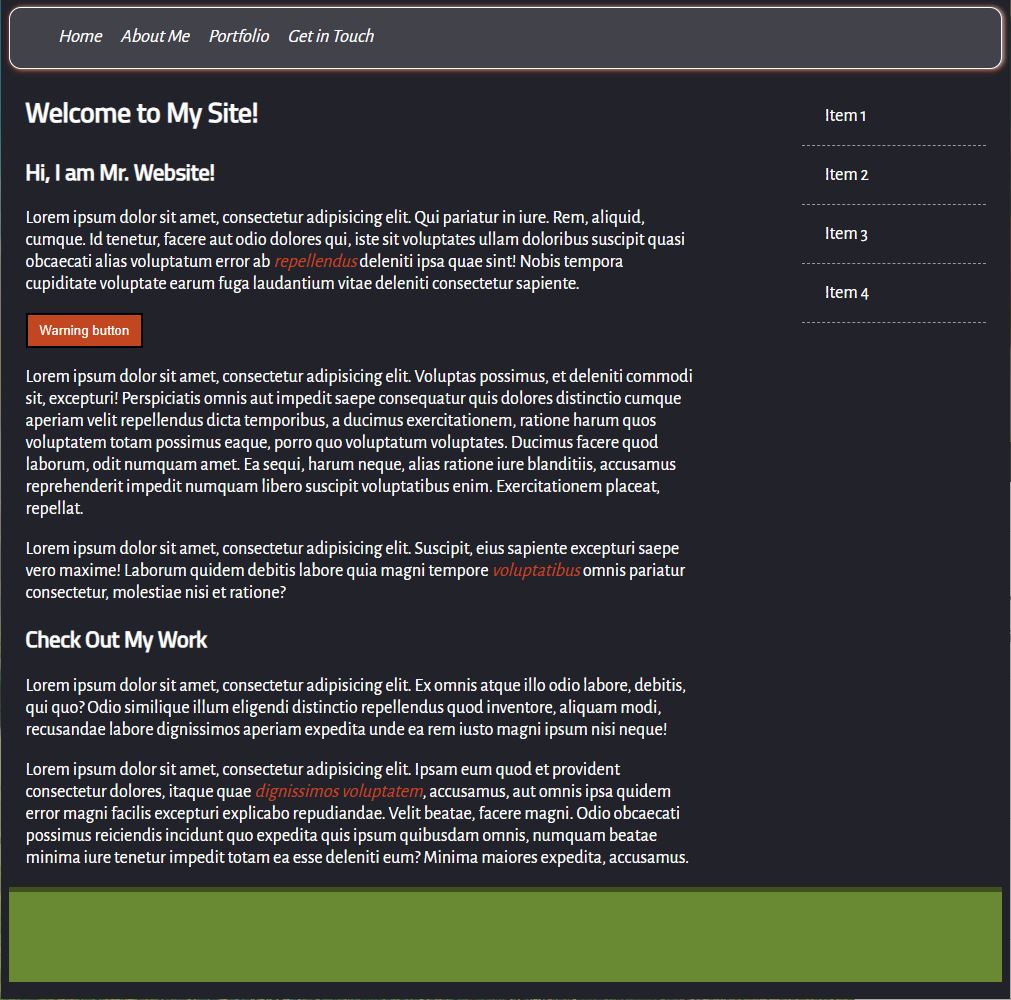 Home About Me Portfolio Get in Touch
Welcome to My Site!
Hi, I am Mr. Website!
Lorem ipsum dolor sit amet, consectetur adipisicing elit. Qui pariatur in iure. Rem, aliquid,
cumque. Id tenetur, facere aut odio dolores qui, iste sit voluptates ullam doloribus suscipit quasi
obcaecati alias voluptatum error ab repellendus deleniti ipsa quae sint! Nobis tempora
cupiditate voluptate earum fuga laudantium vitae deleniti consectetur sapiente.
Warning button
Lorem ipsum dolor sit amet, consectetur adipisicing elit. Voluptas possimus, et deleniti commodi
sit, excepturi! Perspiciatis omnis aut impedit saepe consequatur quis dolores distinctio cumque
aperiam velit repellendus dicta temporibus, a ducimus exercitationem, ratione harum quos
voluptatem totam possimus eaque, porro quo voluptatum voluptates. Ducimus facere quod
laborum, odit numquam amet. Ea sequi, harum neque, alias ratione iure blanditiis, accusamus
reprehenderit impedit numquam libero suscipit voluptatibus enim. Exercitationem placeat,
repellat.
Lorem ipsum dolor sit amet, consectetur adipisicing elit. Suscipit, eius sapiente excepturi saepe
vero maxime! Laborum quidem debitis labore quia magni tempore voluptatibus omnis pariatur
consectetur, molestiae nisi et ratione?
Check Out My Work
Lorem ipsum dolor sit amet, consectetur adipisicing elit. Ex omnis atque illo odio labore, debitis,
qui quo? Odio similique illum eligendi distinctio repellendus quod inventore, aliquam modi,
recusandae labore dignissimos aperiam expedita unde ea rem iusto magni ipsum nisi neque!
Lorem ipsum dolor sit amet, consectetur adipisicing elit. Ipsam eum quod et provident
consectetur dolores, itaque quae dignissimos voluptatem, accusamus, aut omnis ipsa quidem
error magni facilis excepturi explicabo repudiandae. Velit beatae, facere magni. Odio obcaecati
possimus reiciendis incidunt quo expedita quis ipsum quibusdam omnis, numquam beatae
minima iure tenetur impedit totam ea esse deleniti eum? Minima maiores expedita, accusamus.
Item 1
Item 2
Item 3
Item 4